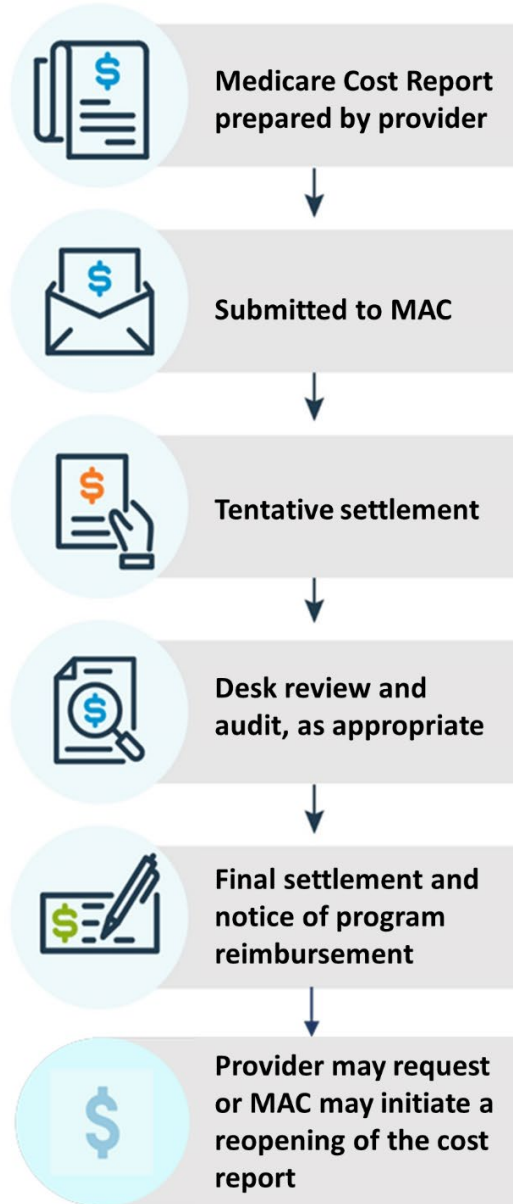 $
Medicare Cost Report
prepared by provider
$
Submitted to MAC
$
Tentative settlement
$
Desk review and
audit, as appropriate
$
Final settlement and
notice of program
reimbursement
$
Provider may request
or MAC may initiate a
reopening of the cost
report